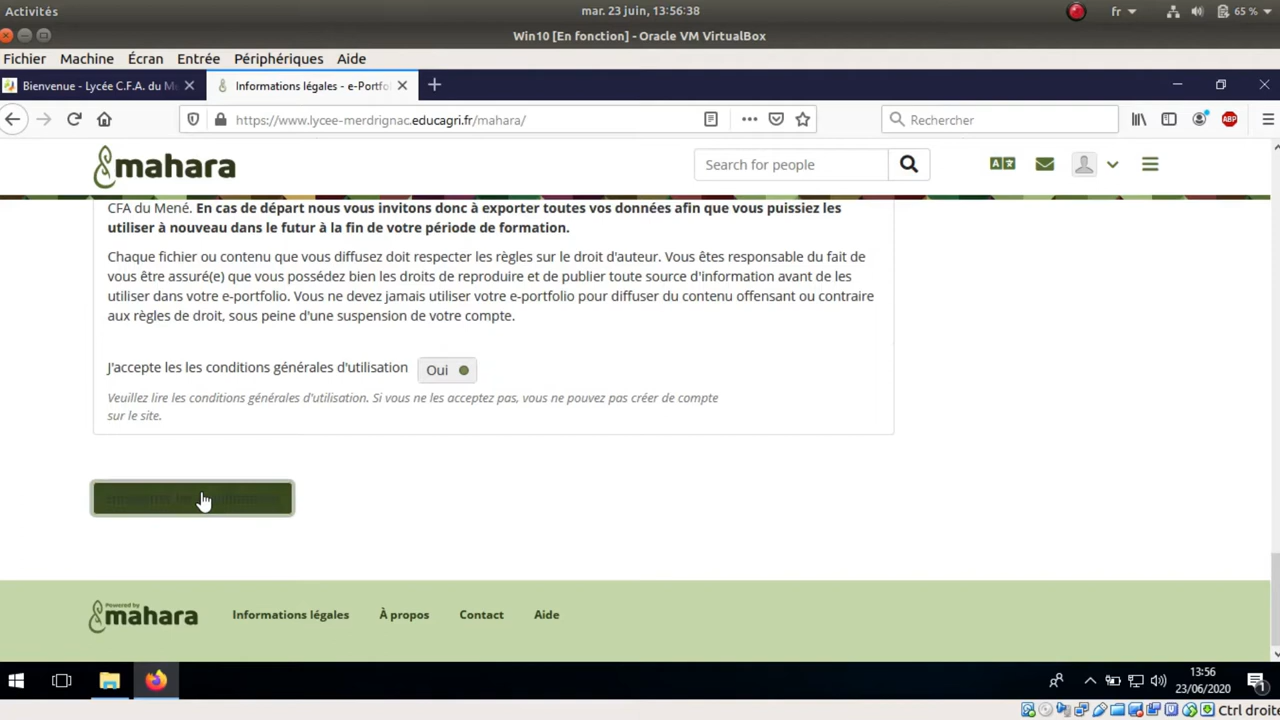 Activités
mar. 23 juin, 13:56:38
fr
65 %
Win10 [En fonction] - Oracle VM VirtualBox
Fichier Machine Écran Entrée Périphériques Aide
Bienvenue - Lycée C.F.A. du M
Informations légales - e-Portfo
https://www.lycee-merdrignac.educagri.fr/mahara/
Rechercher
ABP
mahara
Search for people
CFA du Mené. En cas de départ nous vous invitons donc à exporter toutes vos données afin que vous puissiez les
utiliser à nouveau dans le futur à la fin de votre période de formation.
Chaque fichier ou contenu que vous diffusez doit respecter les règles sur le droit d'auteur. Vous êtes responsable du fait de
vous être assuré(e) que vous possédez bien les droits de reproduire et de publier toute source d'information avant de les
utiliser dans votre e-portfolio. Vous ne devez jamais utiliser votre e-portfolio pour diffuser du contenu offensant ou contraire
aux règles de droit, sous peine d'une suspension de votre compte.
J'accepte les les conditions générales d'utilisation
Oui
Veuillez lire les conditions générales d'utilisation. Si vous ne les acceptez pas, vous ne pouvez pas créer de compte
sur le site.
Powered by
mahara
Informations légales
À propos
Contact
Aide
13:56
23/06/2020
1
Ctrl droite